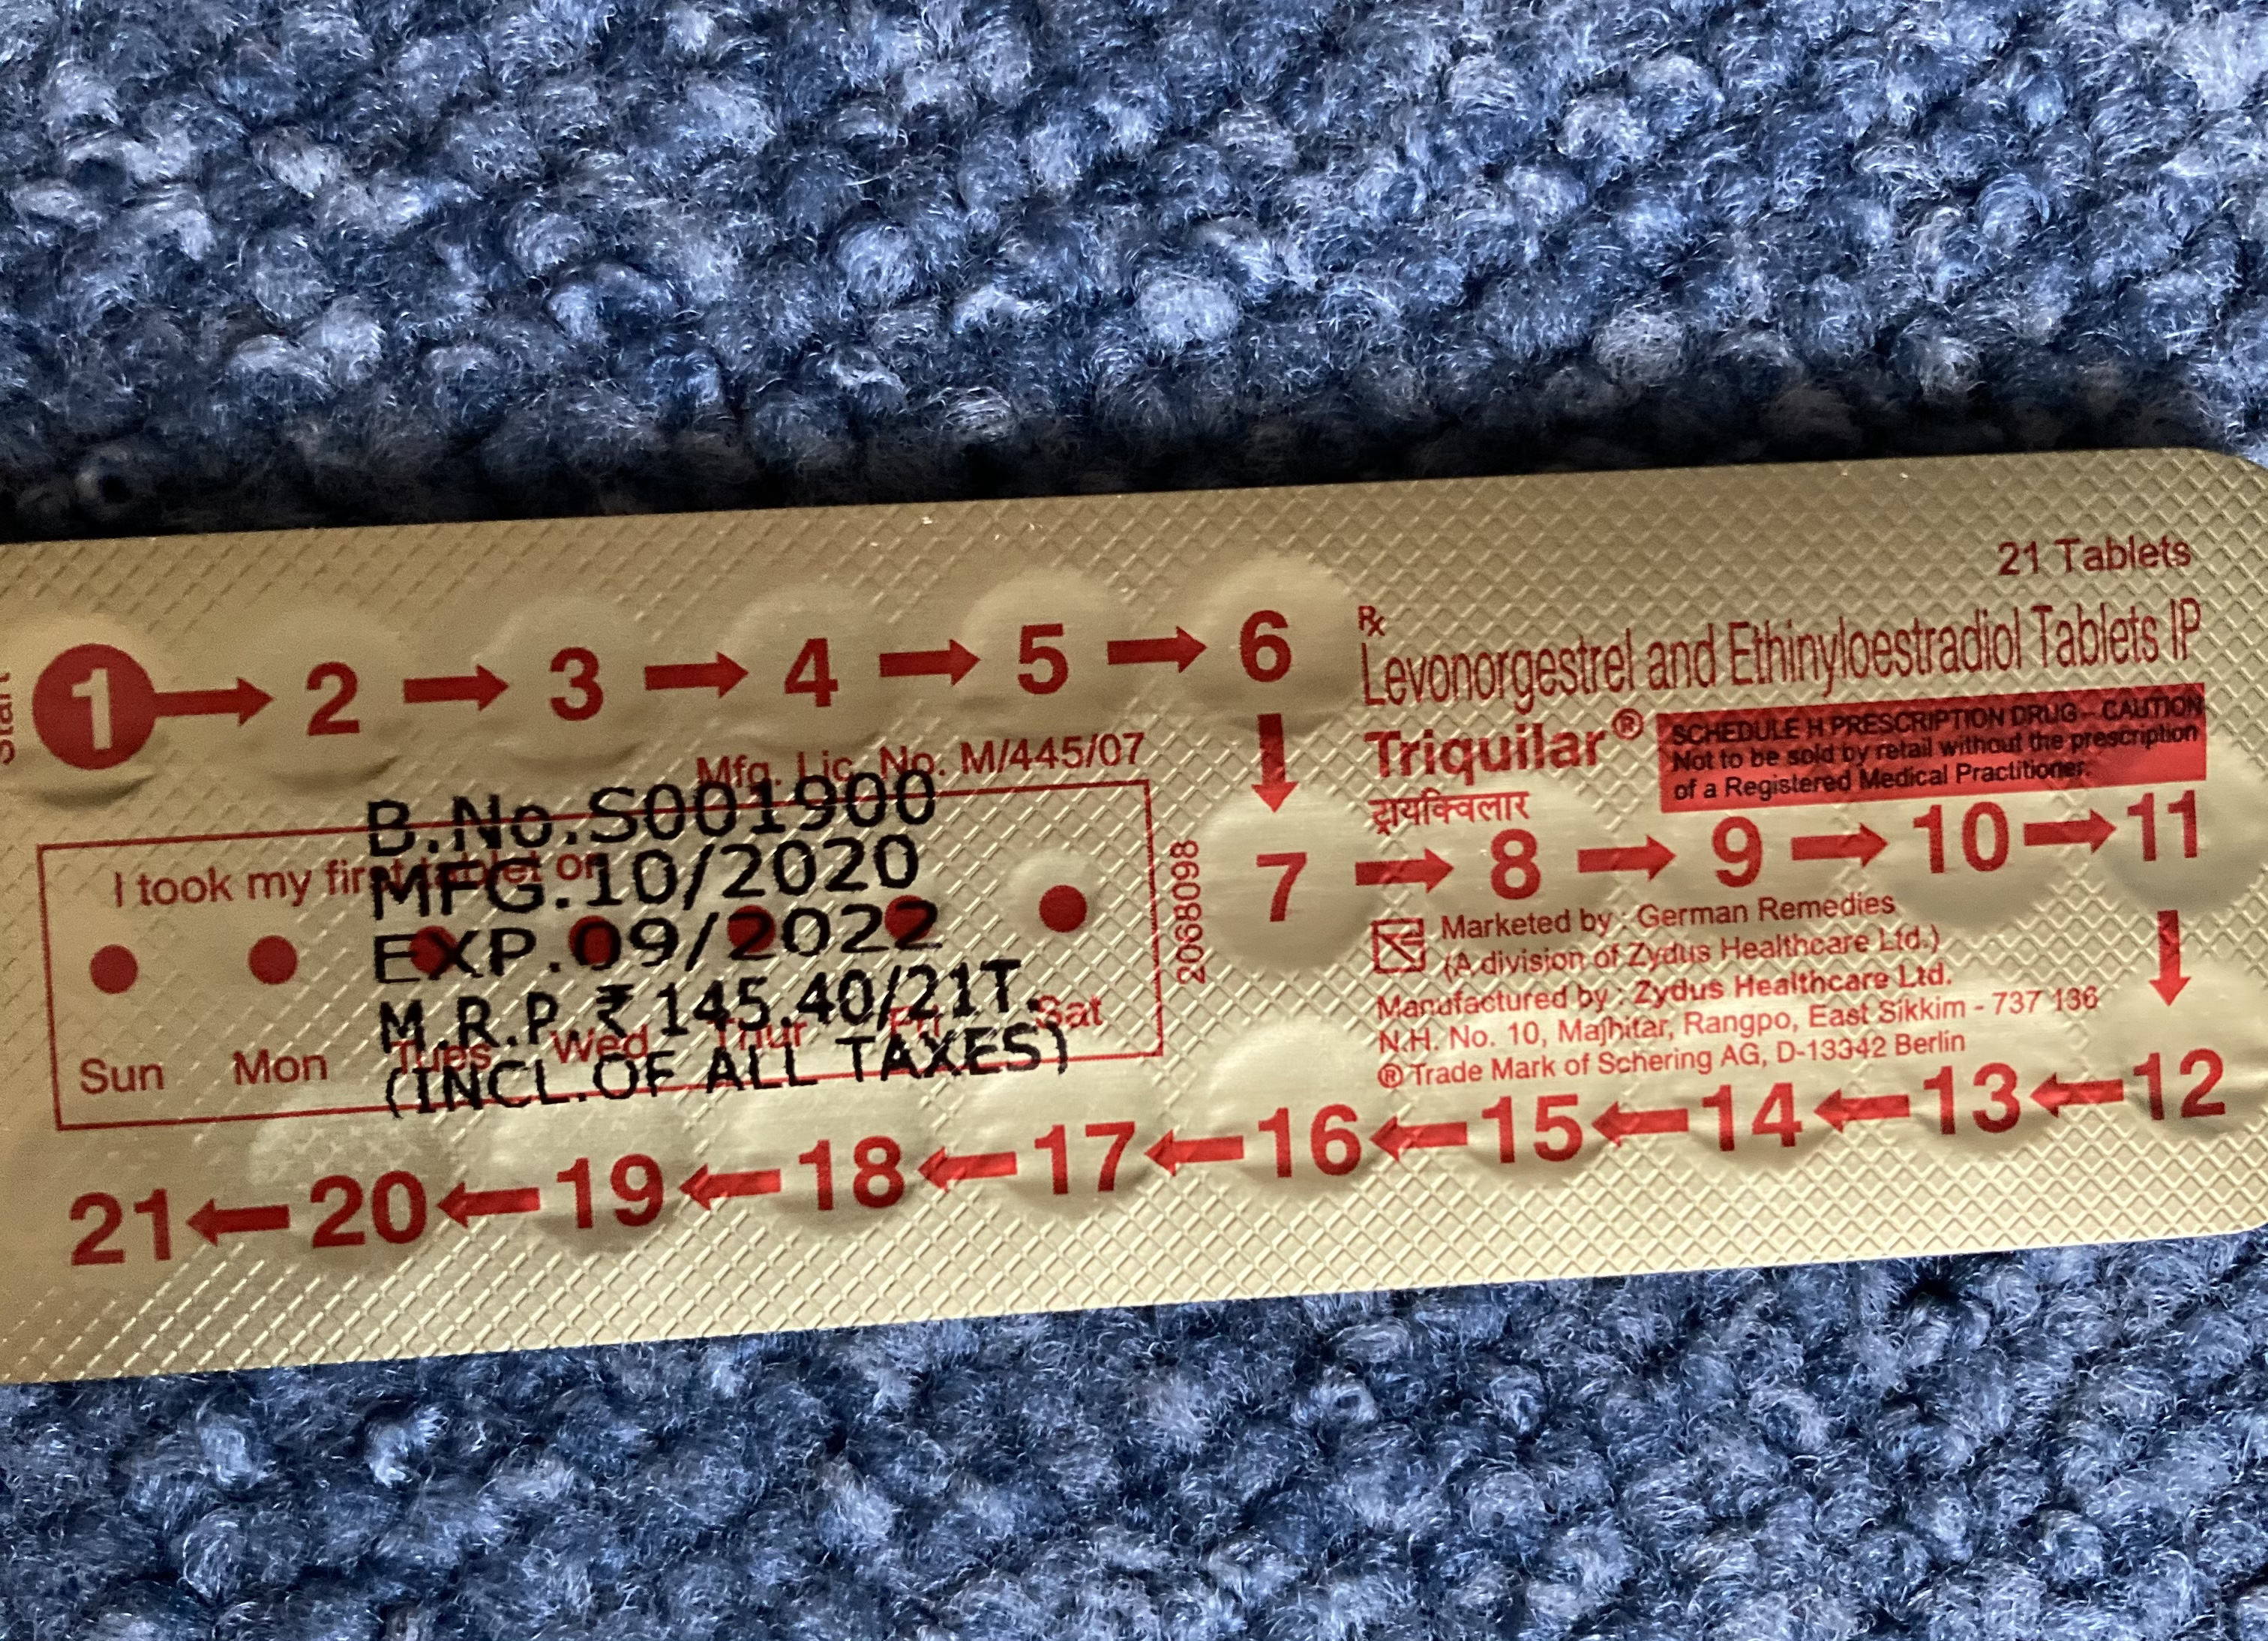 21 Tablets
Start
1 2 3 4 5 6
Rx
Levonorgestrel and Ethinyloestradiol Tablets IP
Triquilar®
ट्रायक्विलार
SCHEDULE H PRESCRIPTION DRUG - CAUTION
Not to be sold by retail without the prescription
of a Registered Medical Practitioner.
Mfg. Lic. No. M/445/07
I took my first tablet on
B.No.S001900
MFG.10/2020
EXP.09/2022
M.R.P. ₹ 145.40/21T.
(INCL.OF ALL TAXES)
Sun Mon Tues Wed Thur Fri Sat
2068098
7 8 9 10 11
Marketed by : German Remedies
(A division of Zydus Healthcare Ltd.)
Manufactured by : Zydus Healthcare Ltd.
N.H. No. 10, Majhitar, Rangpo, East Sikkim - 737 136
® Trade Mark of Schering AG, D-13342 Berlin
21 20 19 18 17 16 15 14 13 12